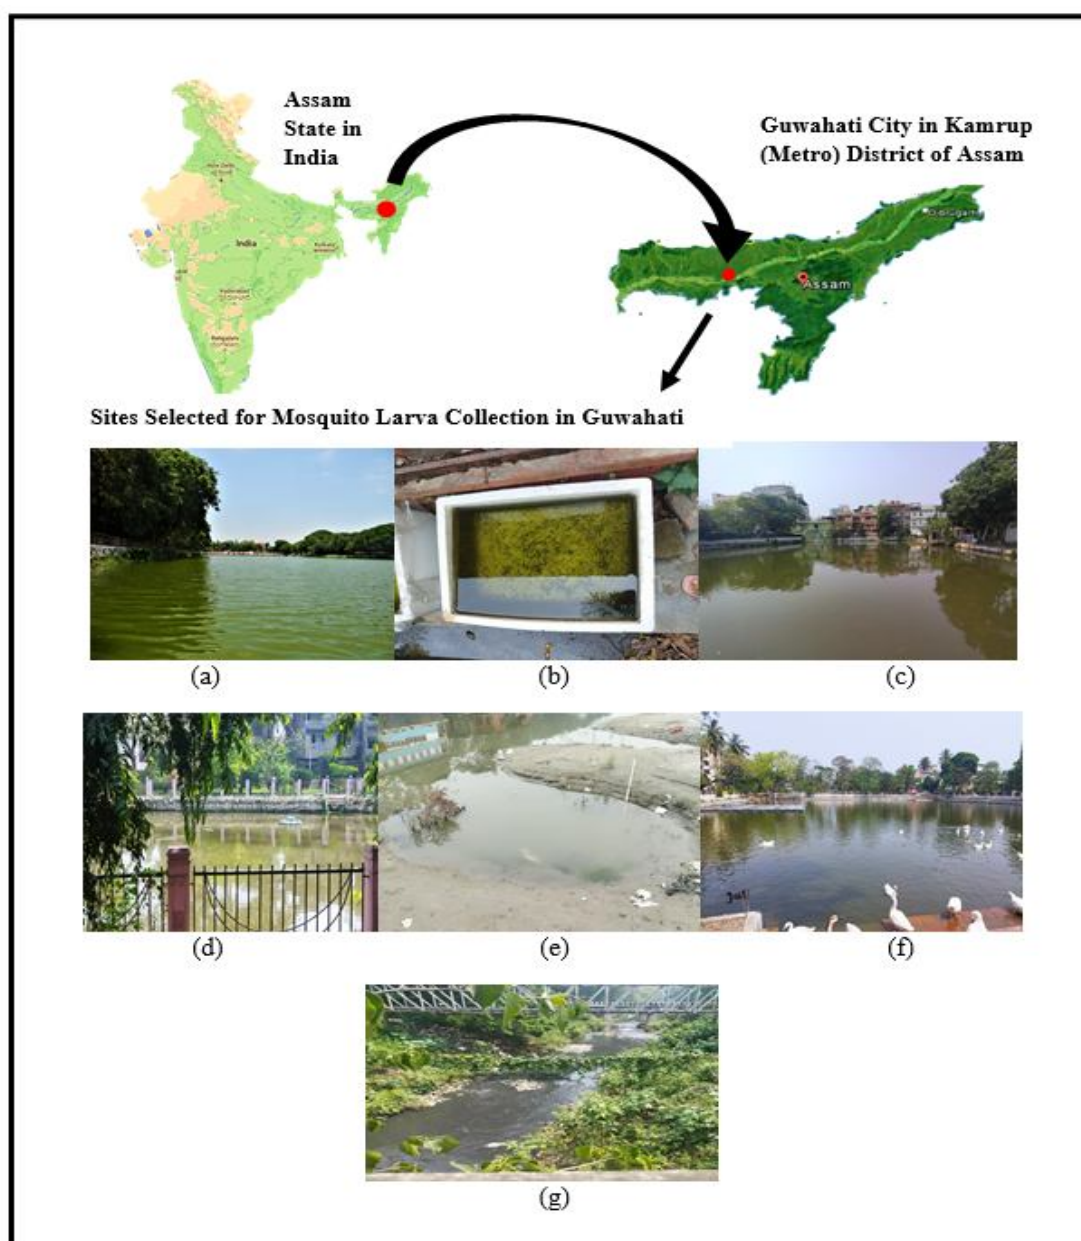 Assam
State in
India
Guwahati City in Kamrup
(Metro) District of Assam
India
Dibrugarh
Assam
Sites Selected for Mosquito Larva Collection in Guwahati
(a)
(b)
(c)
(d)
(e)
(f)
(g)